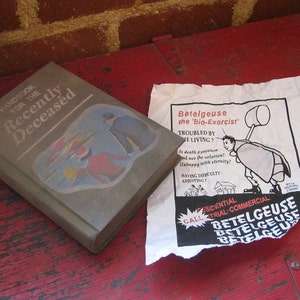 HANDBOOK
FOR THE
Recently
Deceased
Betelgeuse
the 'Bio-Exorcist'
TROUBLED BY
THE LIVING?
Is death a problem
and not the solution?
Unhappy with eternity?
HAVING DIFFICULTY
ADJUSTING?
RESIDENTIAL
CALL
INDUSTRIAL·COMMERCIAL
BETELGEUSE
BETELGEUSE
BETELGEUSE